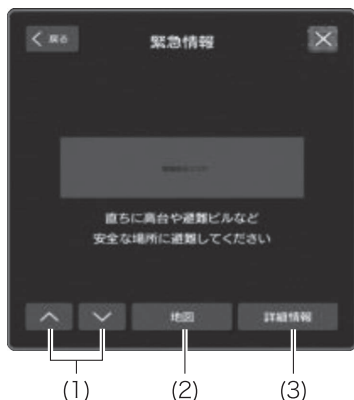 戻る
緊急情報
直ちに高台や避難ビルなど
安全な場所に避難してください
地図
詳細情報
(1)
(2)
(3)